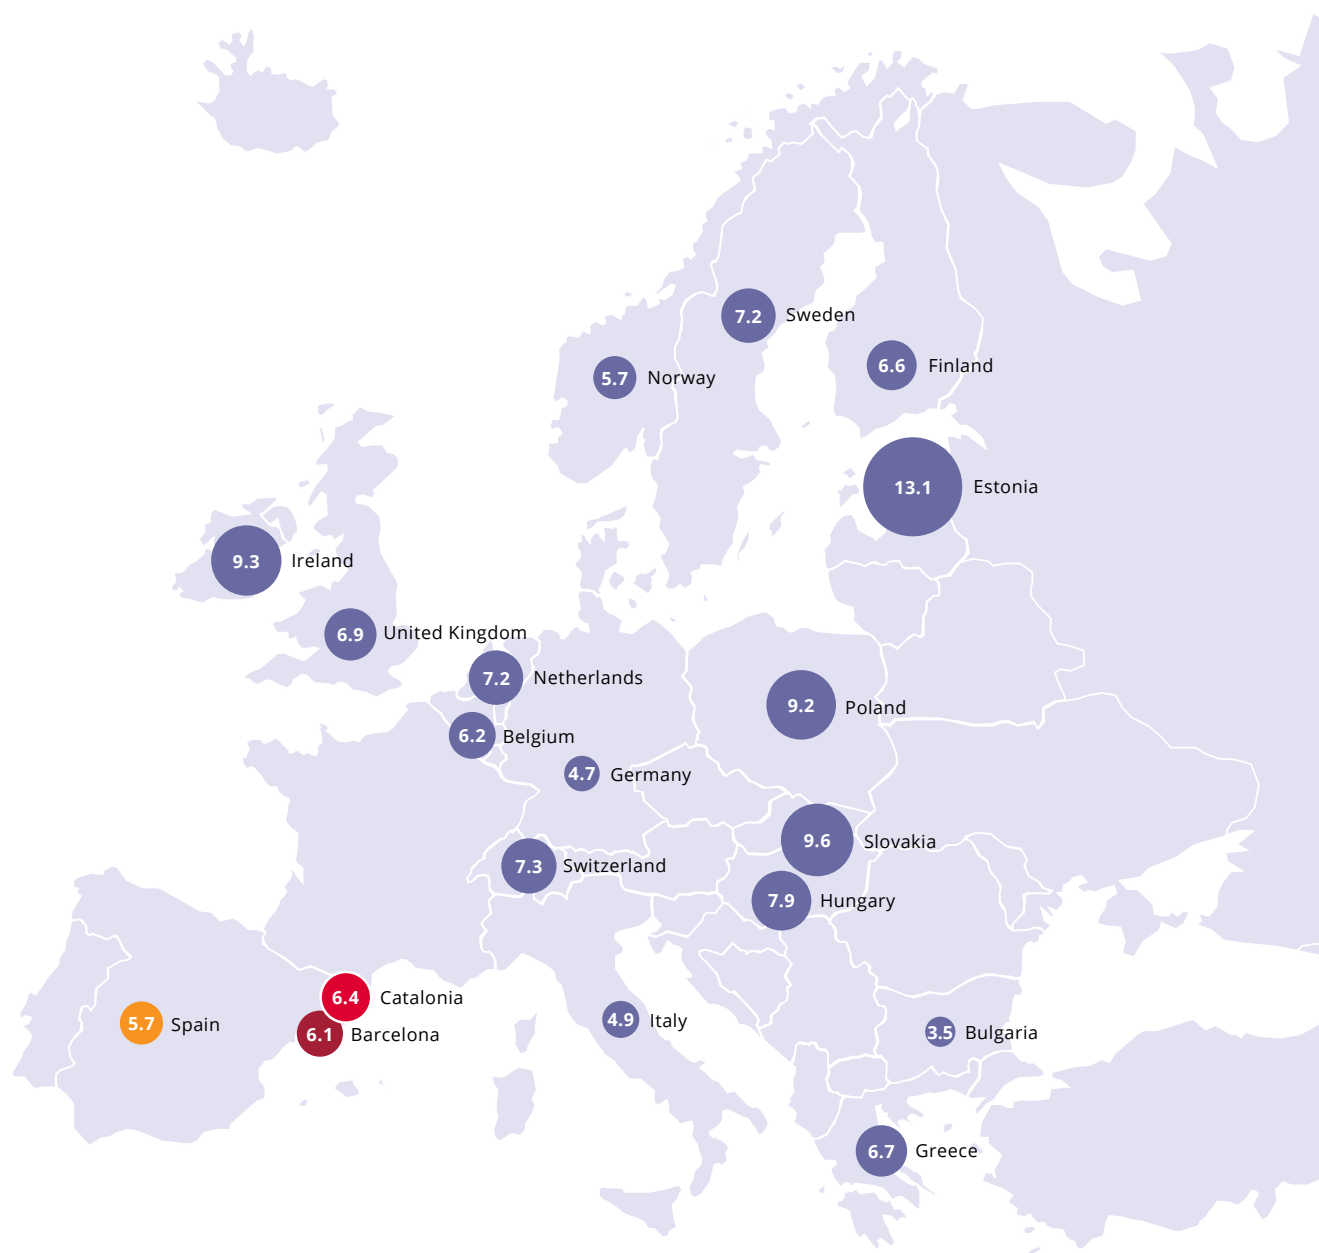 7.2 Sweden
6.6 Finland
5.7 Norway
13.1 Estonia
9.3 Ireland
6.9 United Kingdom
7.2 Netherlands
9.2 Poland
6.2 Belgium
4.7 Germany
9.6 Slovakia
7.3 Switzerland
7.9 Hungary
6.4 Catalonia
5.7 Spain
6.1 Barcelona
4.9 Italy
3.5 Bulgaria
6.7 Greece